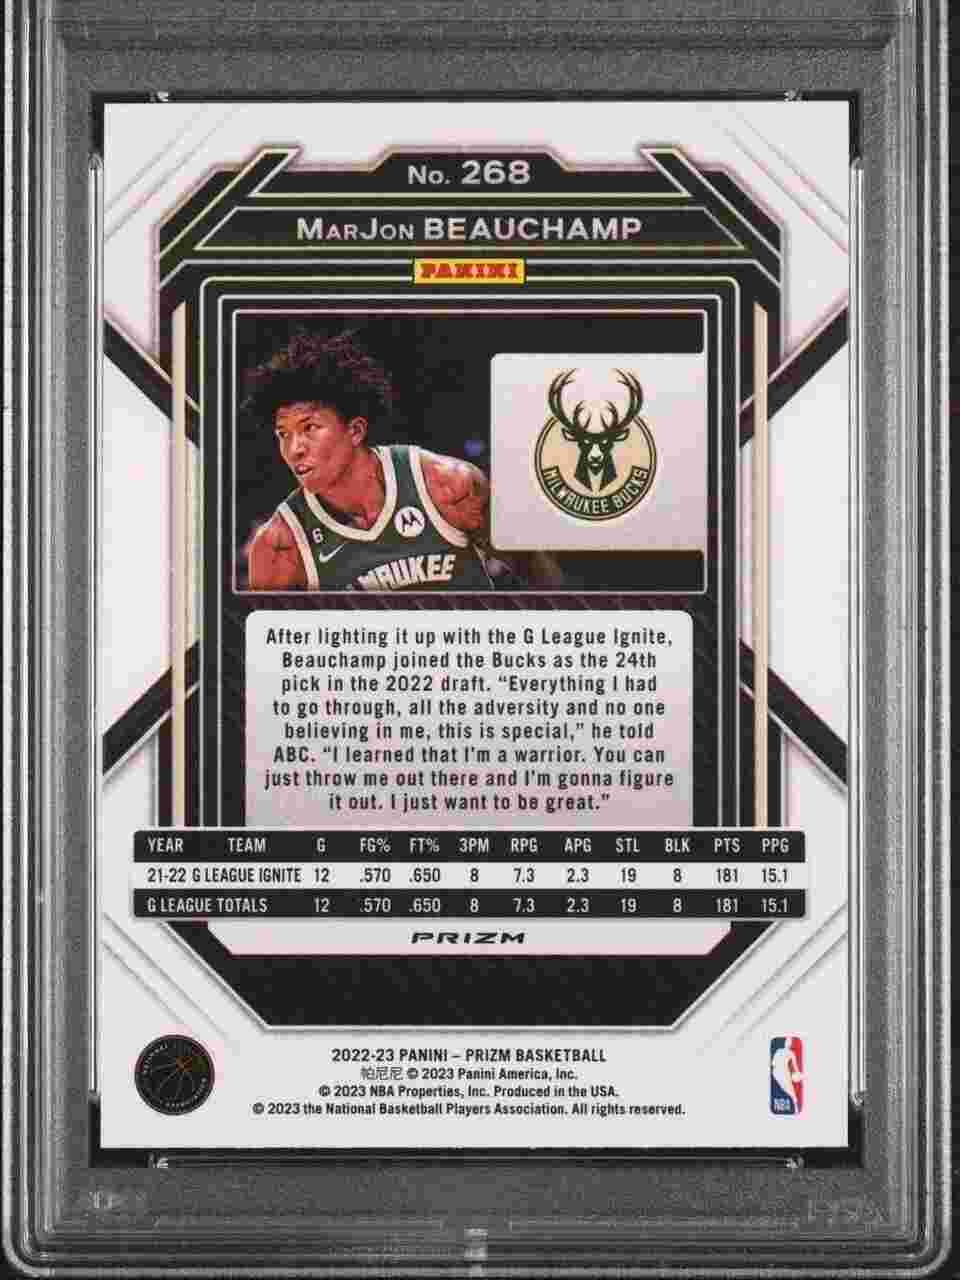 No. 268
MarJon BEAUCHAMP
PANINI
MILWAUKEE BUCKS
6
WAUKEE
After lighting it up with the G League Ignite,
Beauchamp joined the Bucks as the 24th
pick in the 2022 draft. “Everything I had
to go through, all the adversity and no one
believing in me, this is special,” he told
ABC. “I learned that I'm a warrior. You can
just throw me out there and I'm gonna figure
it out. I just want to be great.”
YEAR TEAM G FG% FT% 3PM RPG APG STL BLK PTS PPG
21-22 G LEAGUE IGNITE 12 .570 .650 8 7.3 2.3 19 8 181 15.1
G LEAGUE TOTALS 12 .570 .650 8 7.3 2.3 19 8 181 15.1
PRIZM
2022-23 PANINI – PRIZM BASKETBALL
帕尼尼 © 2023 Panini America, Inc.
© 2023 NBA Properties, Inc. Produced in the USA.
© 2023 the National Basketball Players Association. All rights reserved.
NBA